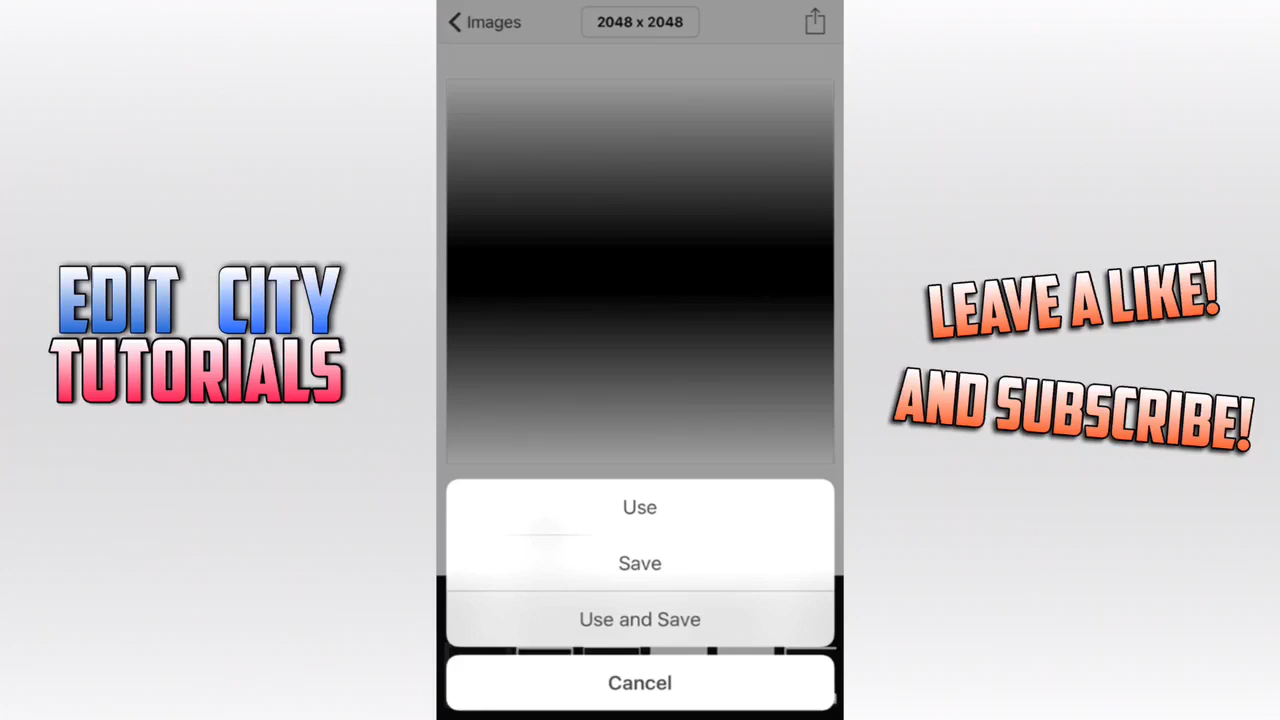 Images
2048 x 2048
EDIT CITY
TUTORIALS
LEAVE A LIKE!
AND SUBSCRIBE!
Use
Save
Use and Save
Cancel